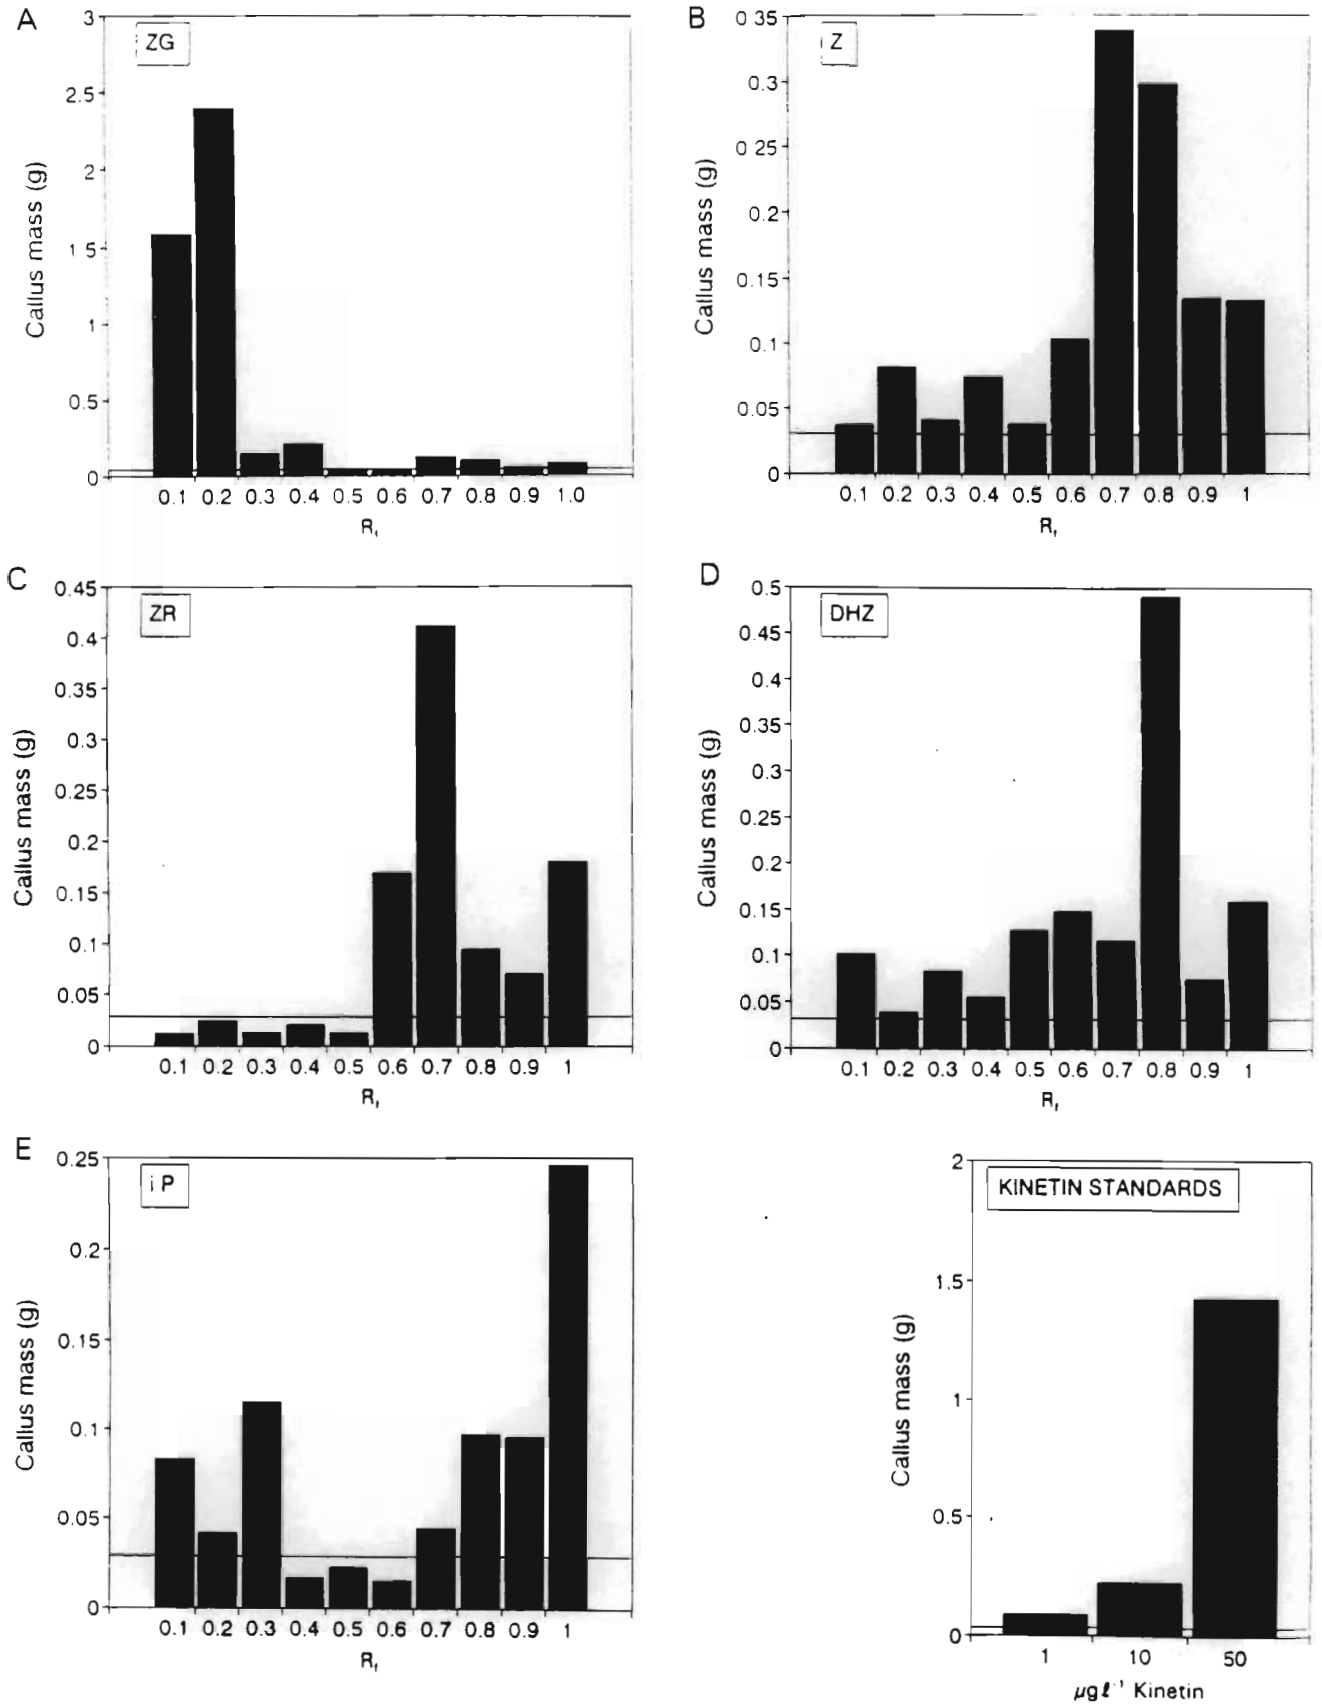 A
ZG
3
2.5
2
1 5
1
0.5
0
Callus mass (g)
0.1 0.2 0.3 0.4 0.5 0.6 0.7 0.8 0.9 1.0
Rf
B
Z
0.35
0.3
0 25
0.2
0.15
0.1
0.05
0
Callus mass (g)
0.1 0.2 0.3 0.4 0.5 0.6 0.7 0.8 0.9 1
Rf
C
ZR
0.45
0.4
0.35
0.3
0.25
0.2
0.15
0.1
0.05
0
Callus mass (g)
0.1 0.2 0.3 0.4 0.5 0.6 0.7 0.8 0.9 1
Rf
D
DHZ
0.5
0.45
0.4
0.35
0.3
0.25
0.2
0.15
0.1
0.05
0
Callus mass (g)
0.1 0.2 0.3 0.4 0.5 0.6 0.7 0.8 0.9 1
Rf
E
i P
0.25
0.2
0.15
0.1
0.05
0
Callus mass (g)
0.1 0.2 0.3 0.4 0.5 0.6 0.7 0.8 0.9 1
Rf
KINETIN STANDARDS
2
1.5
1
0.5
0
Callus mass (g)
1 10 50
µg ℓ⁻¹ Kinetin